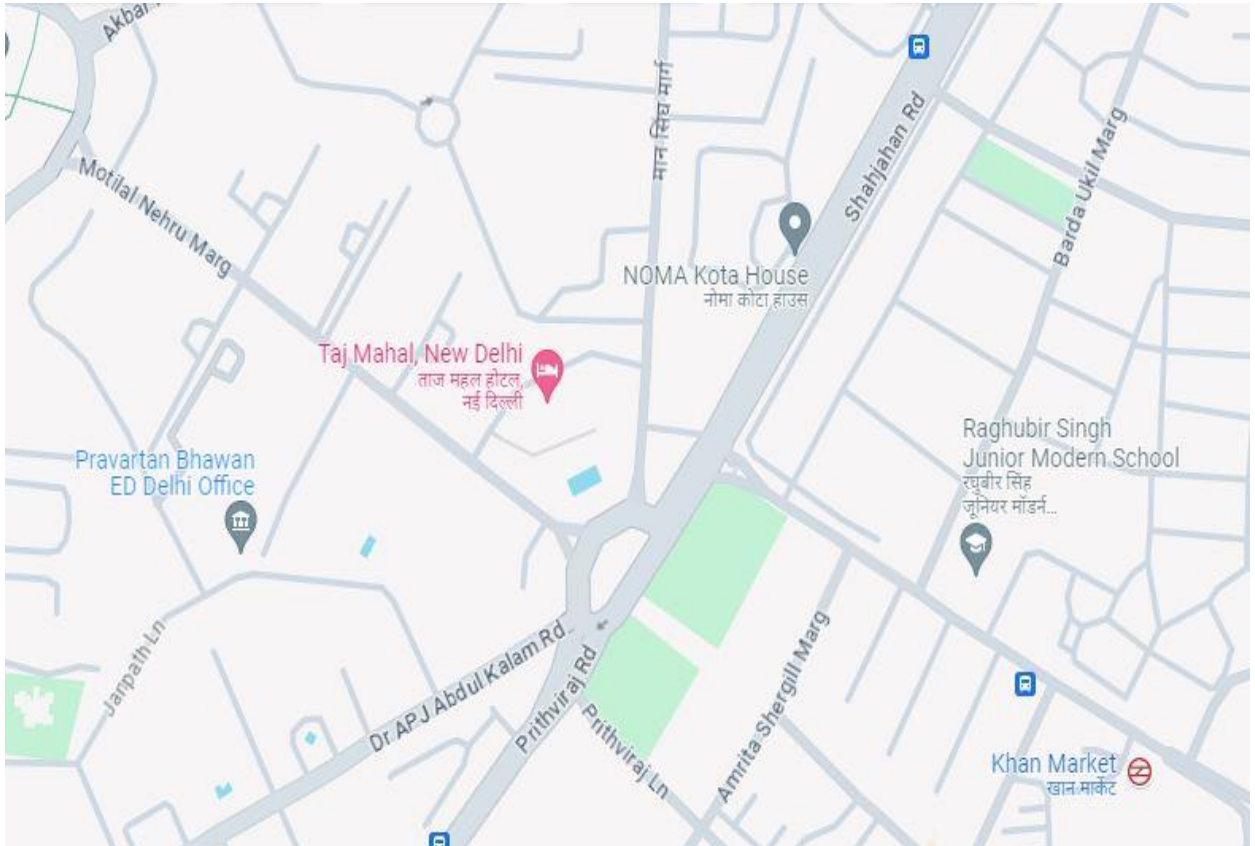 Akbar
Motilal Nehru Marg
मान सिंघ मार्ग
Shahjahan Rd
Barda Ukil Marg
NOMA Kota House
नोमा कोटा हाउस
Taj Mahal, New Delhi
ताज महल होटल,
नई दिल्ली
Raghubir Singh
Junior Modern School
रघुबीर सिंह
जूनियर मॉडर्न...
Pravartan Bhawan
ED Delhi Office
Janpath Ln
Dr APJ Abdul Kalam Rd
Prithviraj Rd
Prithviraj Ln
Amrita Shergill Marg
Khan Market
खान मार्केट